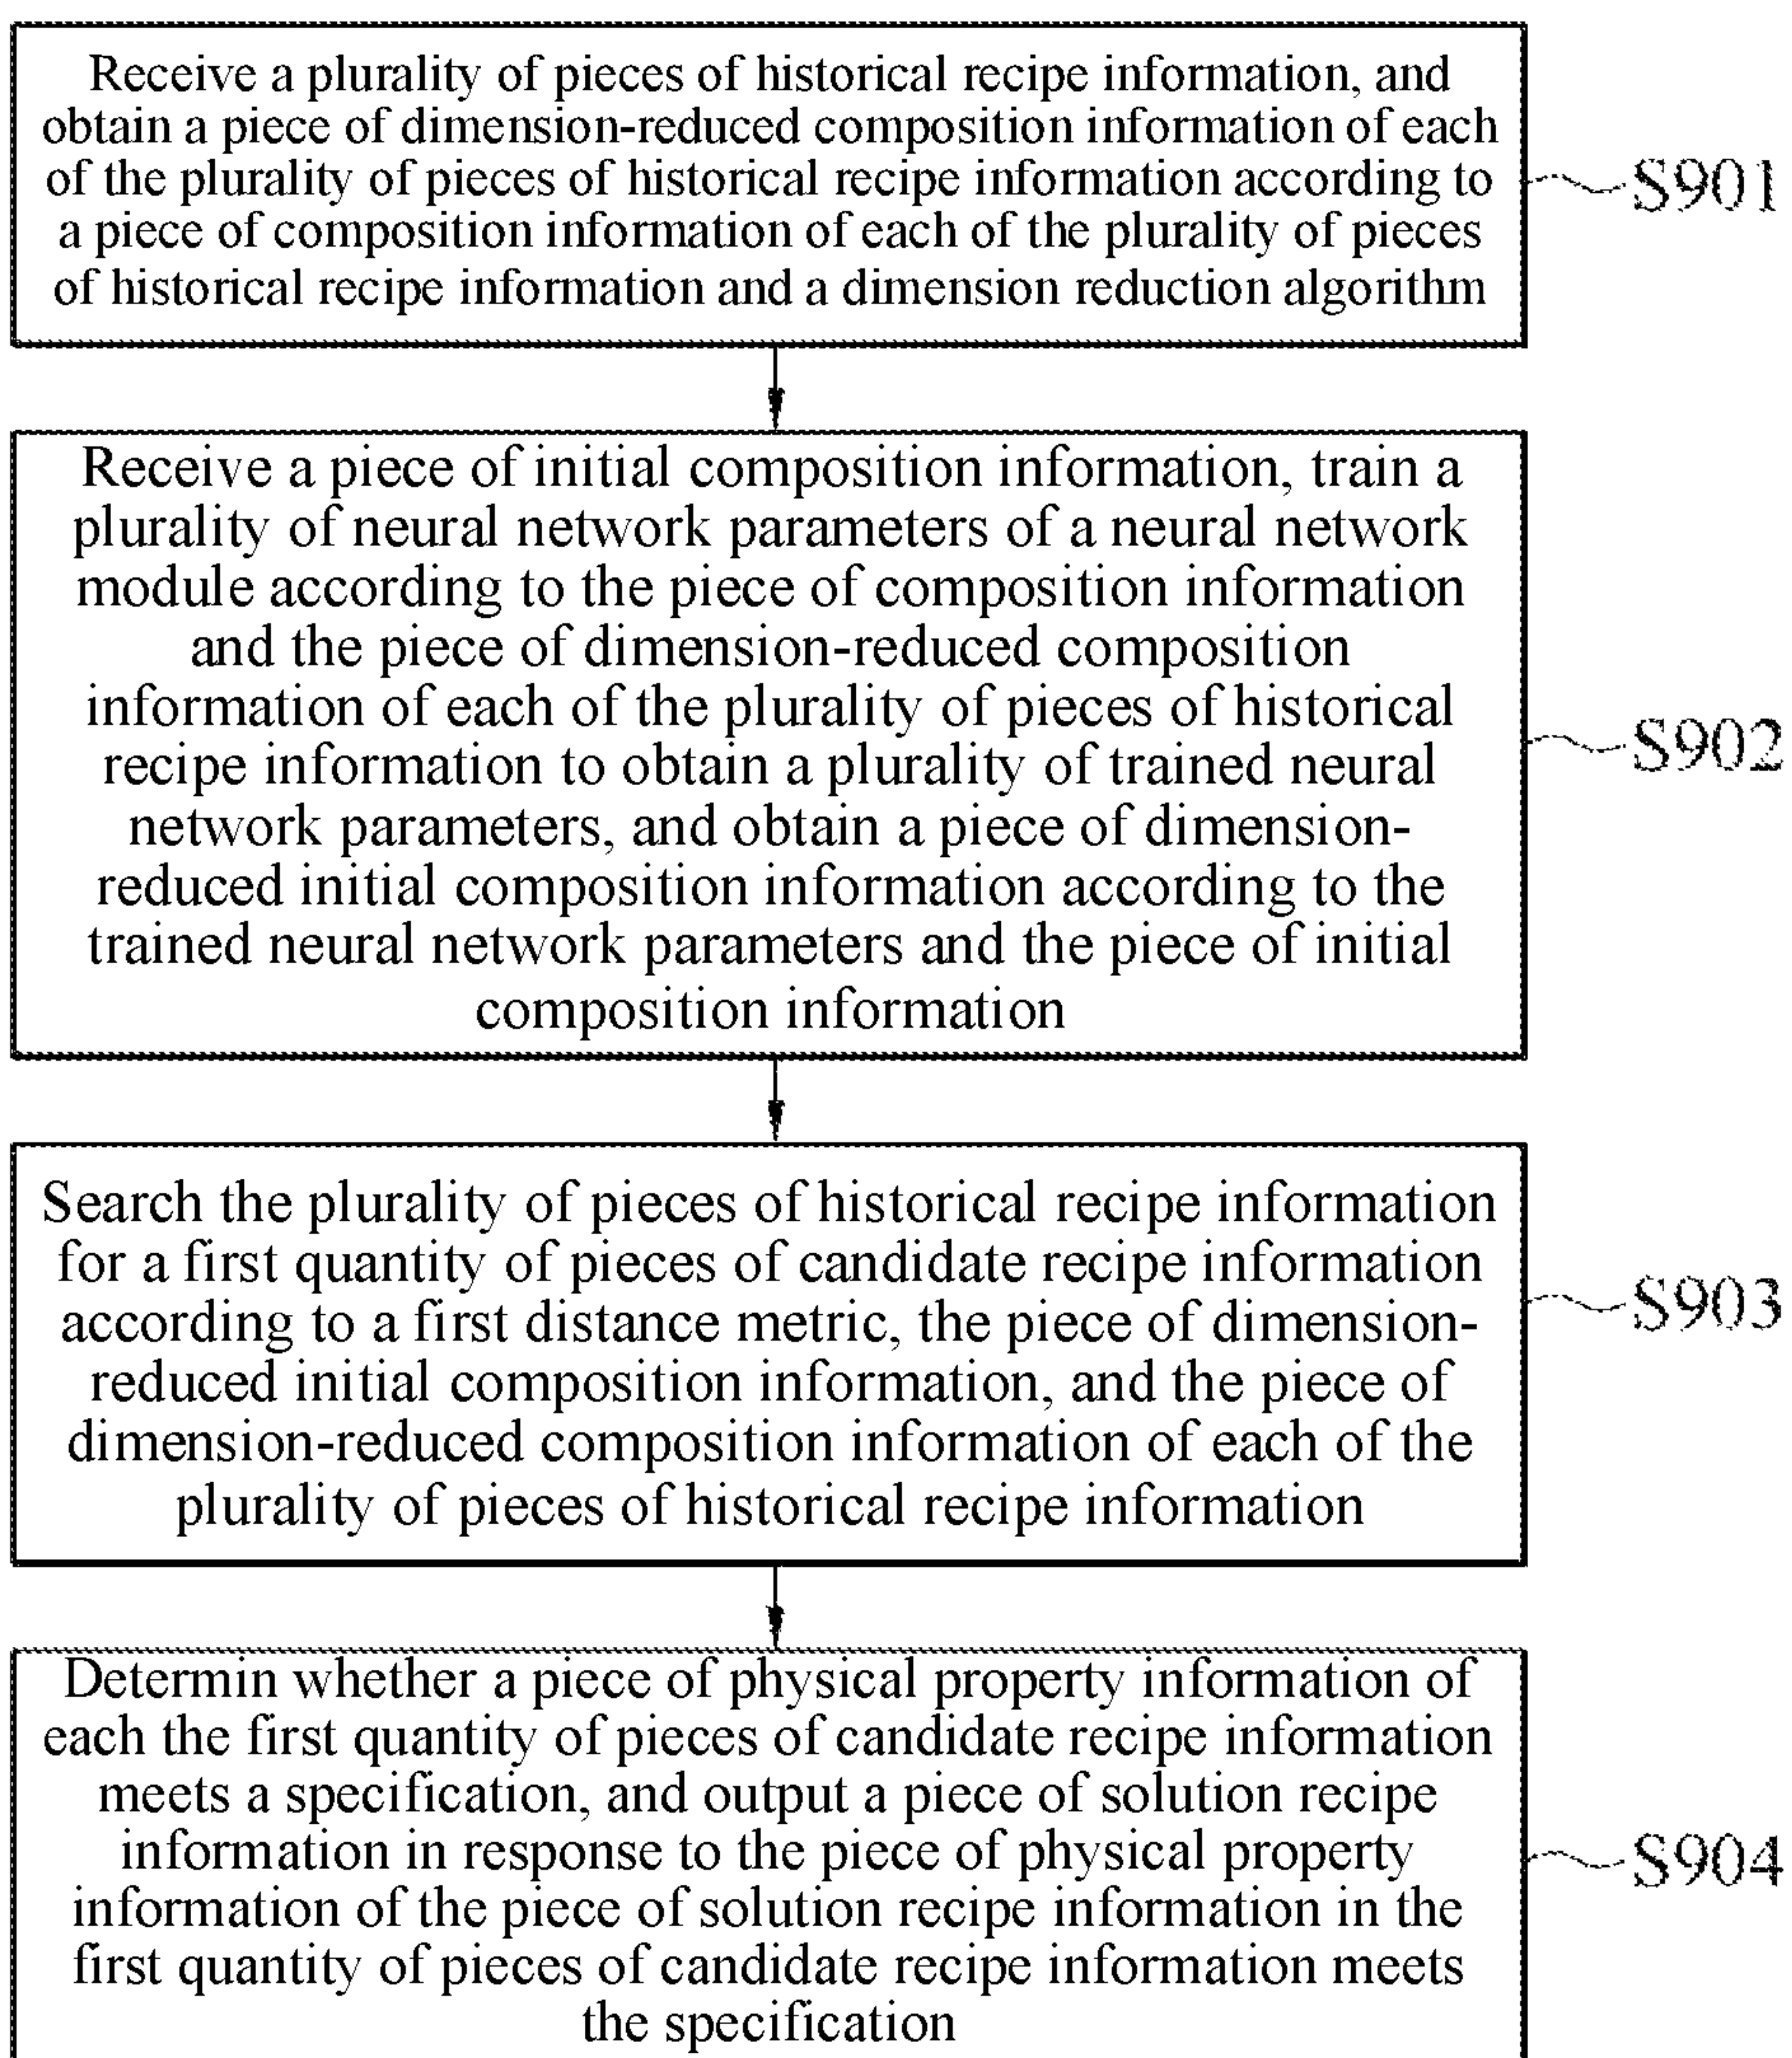 Receive a plurality of pieces of historical recipe information, and
obtain a piece of dimension-reduced composition information of each
of the plurality of pieces of historical recipe information according to
a piece of composition information of each of the plurality of pieces
of historical recipe information and a dimension reduction algorithm
S901
Receive a piece of initial composition information, train a
plurality of neural network parameters of a neural network
module according to the piece of composition information
and the piece of dimension-reduced composition
information of each of the plurality of pieces of historical
recipe information to obtain a plurality of trained neural
network parameters, and obtain a piece of dimension-
reduced initial composition information according to the
trained neural network parameters and the piece of initial
composition information
S902
Search the plurality of pieces of historical recipe information
for a first quantity of pieces of candidate recipe information
according to a first distance metric, the piece of dimension-
reduced initial composition information, and the piece of
dimension-reduced composition information of each of the
plurality of pieces of historical recipe information
S903
Determin whether a piece of physical property information of
each the first quantity of pieces of candidate recipe information
meets a specification, and output a piece of solution recipe
information in response to the piece of physical property
information of the piece of solution recipe information in the
first quantity of pieces of candidate recipe information meets
the specification
S904